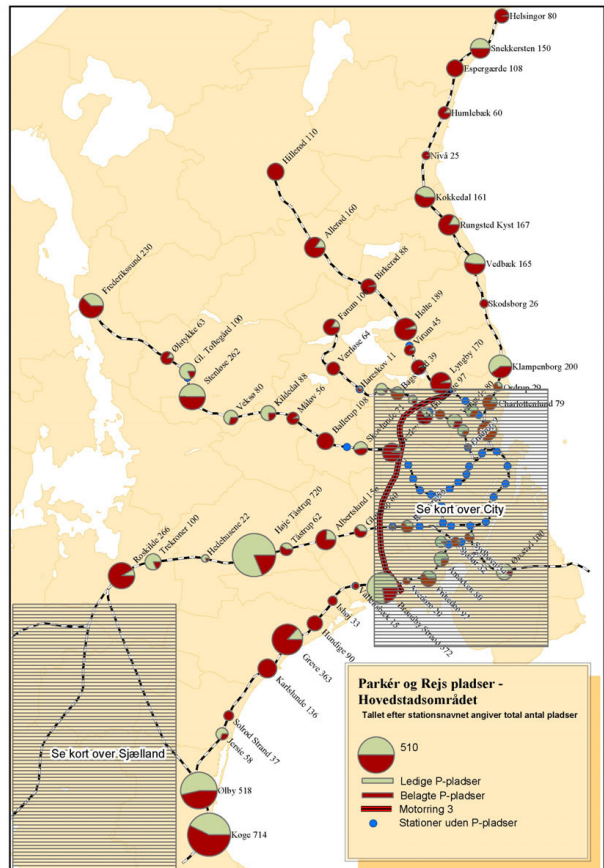 Helsingor 80
Snekkersten 150
Espergærde 108
Humlebæk 60
Nivå 25
Hillerød 110
Kokkedal 161
Rungsted Kyst 167
Allerød 160
Birkerød 88
Vedbæk 165
Frederikssund 230
Skodsborg 26
Holte 189
Farum
Virum 45
Ølstykke 63
Gl. Toftegård 100
Værløse 64
Stenløse 262
Lyngby 170
Klampenborg 200
Hareskov 11
Veksø 80
Kildedal 88
Måløv 56
Ballerup 108
Ordrup 29
Charlottenlund 79
Se kort over City
Høje Tåstrup 720
Tåstrup 62
Albertslund
Roskilde 266
Trekroner 100
Hedehusene 22
Ishøj 33
Hundige 90
Greve 363
Karlslunde 136
Solrød Strand 37
Jersie 58
Se kort over Sjælland
Ølby 518
Køge 714
Parkér og Rejs pladser -
Hovedstadsområdet
Tallet efter stationsnavnet angiver total antal pladser
510
Ledige P-pladser
Belagte P-pladser
Motorring 3
Stationer uden P-pladser